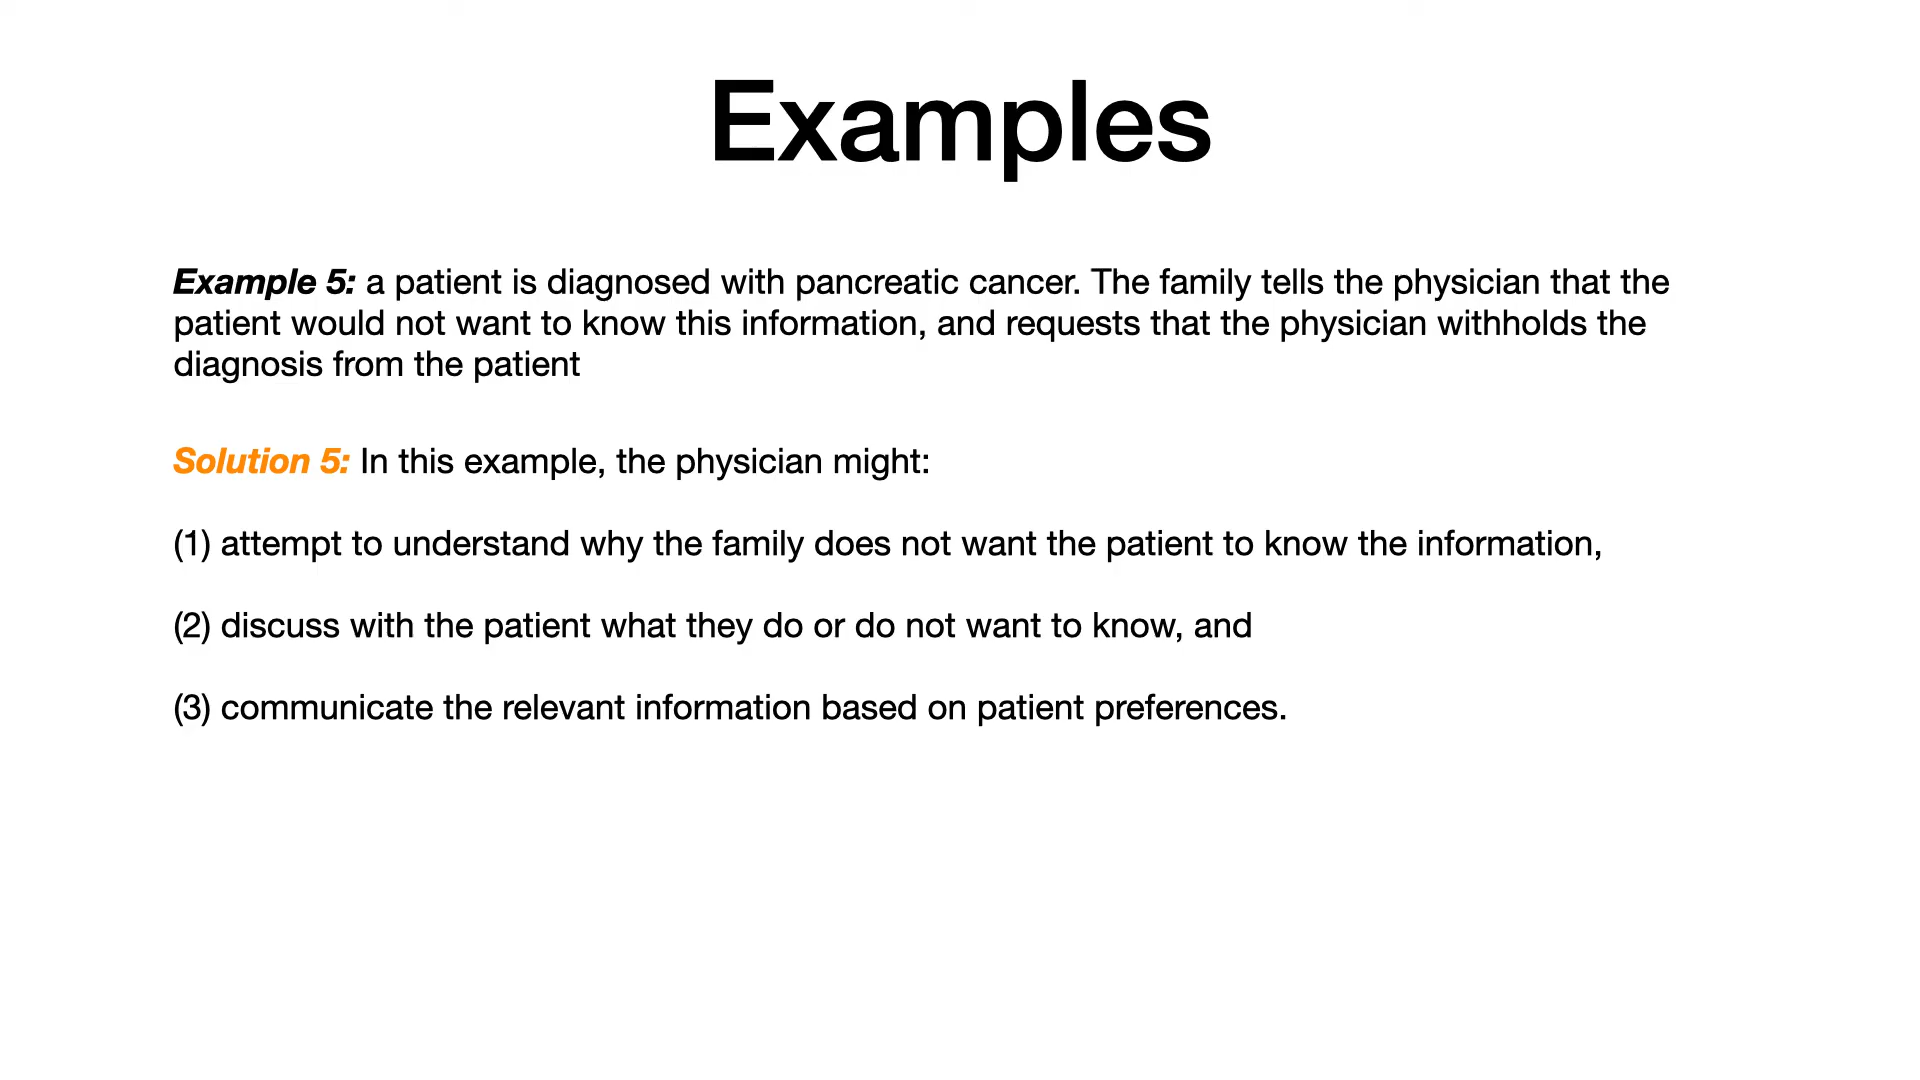 Examples
Example 5: a patient is diagnosed with pancreatic cancer. The family tells the physician that the
patient would not want to know this information, and requests that the physician withholds the
diagnosis from the patient
Solution 5: In this example, the physician might:
(1) attempt to understand why the family does not want the patient to know the information,
(2) discuss with the patient what they do or do not want to know, and
(3) communicate the relevant information based on patient preferences.